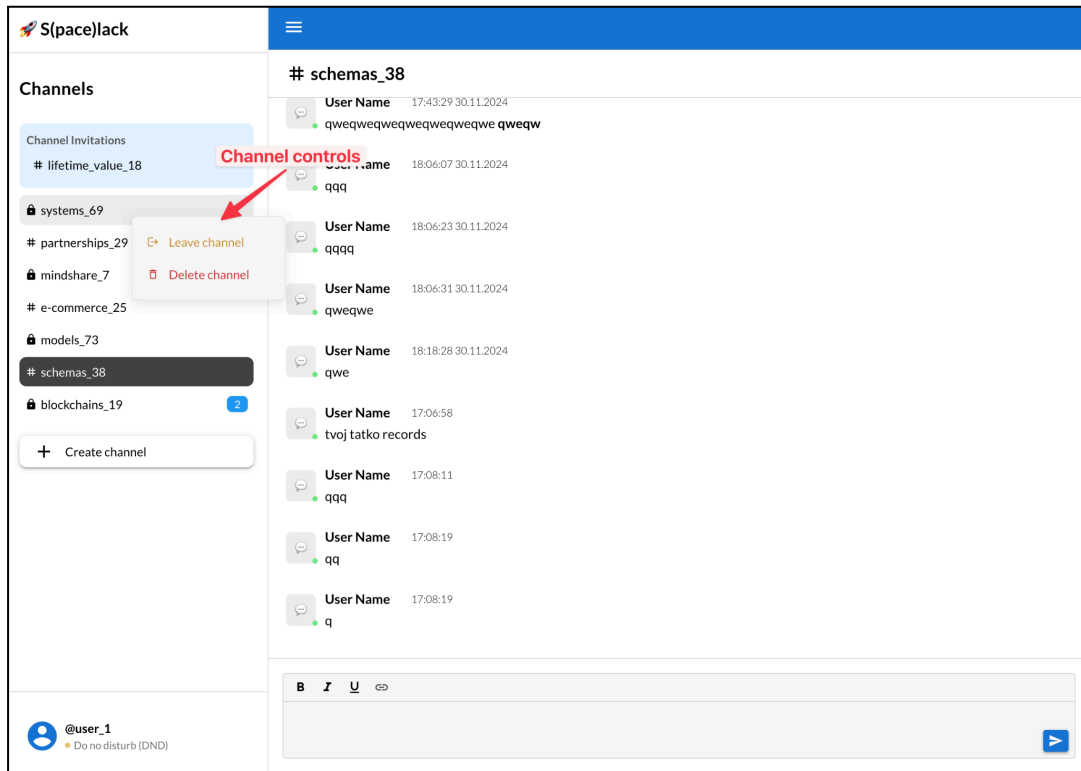 🚀 S(pace)lack
Channels
Channel Invitations
# lifetime_value_18
Channel controls
systems_69
Leave channel
Delete channel
# partnerships_29
mindshare_7
# e-commerce_25
models_73
# schemas_38
blockchains_19 2
+ Create channel
@user_1
Do no disturb (DND)
# schemas_38
User Name 17:43:29 30.11.2024
qweqweqweqweqweqweqwe qweqw
User Name 18:06:07 30.11.2024
qqq
User Name 18:06:23 30.11.2024
qqqq
User Name 18:06:31 30.11.2024
qweqwe
User Name 18:18:28 30.11.2024
qwe
User Name 17:06:58
tvoj tatko records
User Name 17:08:11
qqq
User Name 17:08:19
qq
User Name 17:08:19
q
B I U